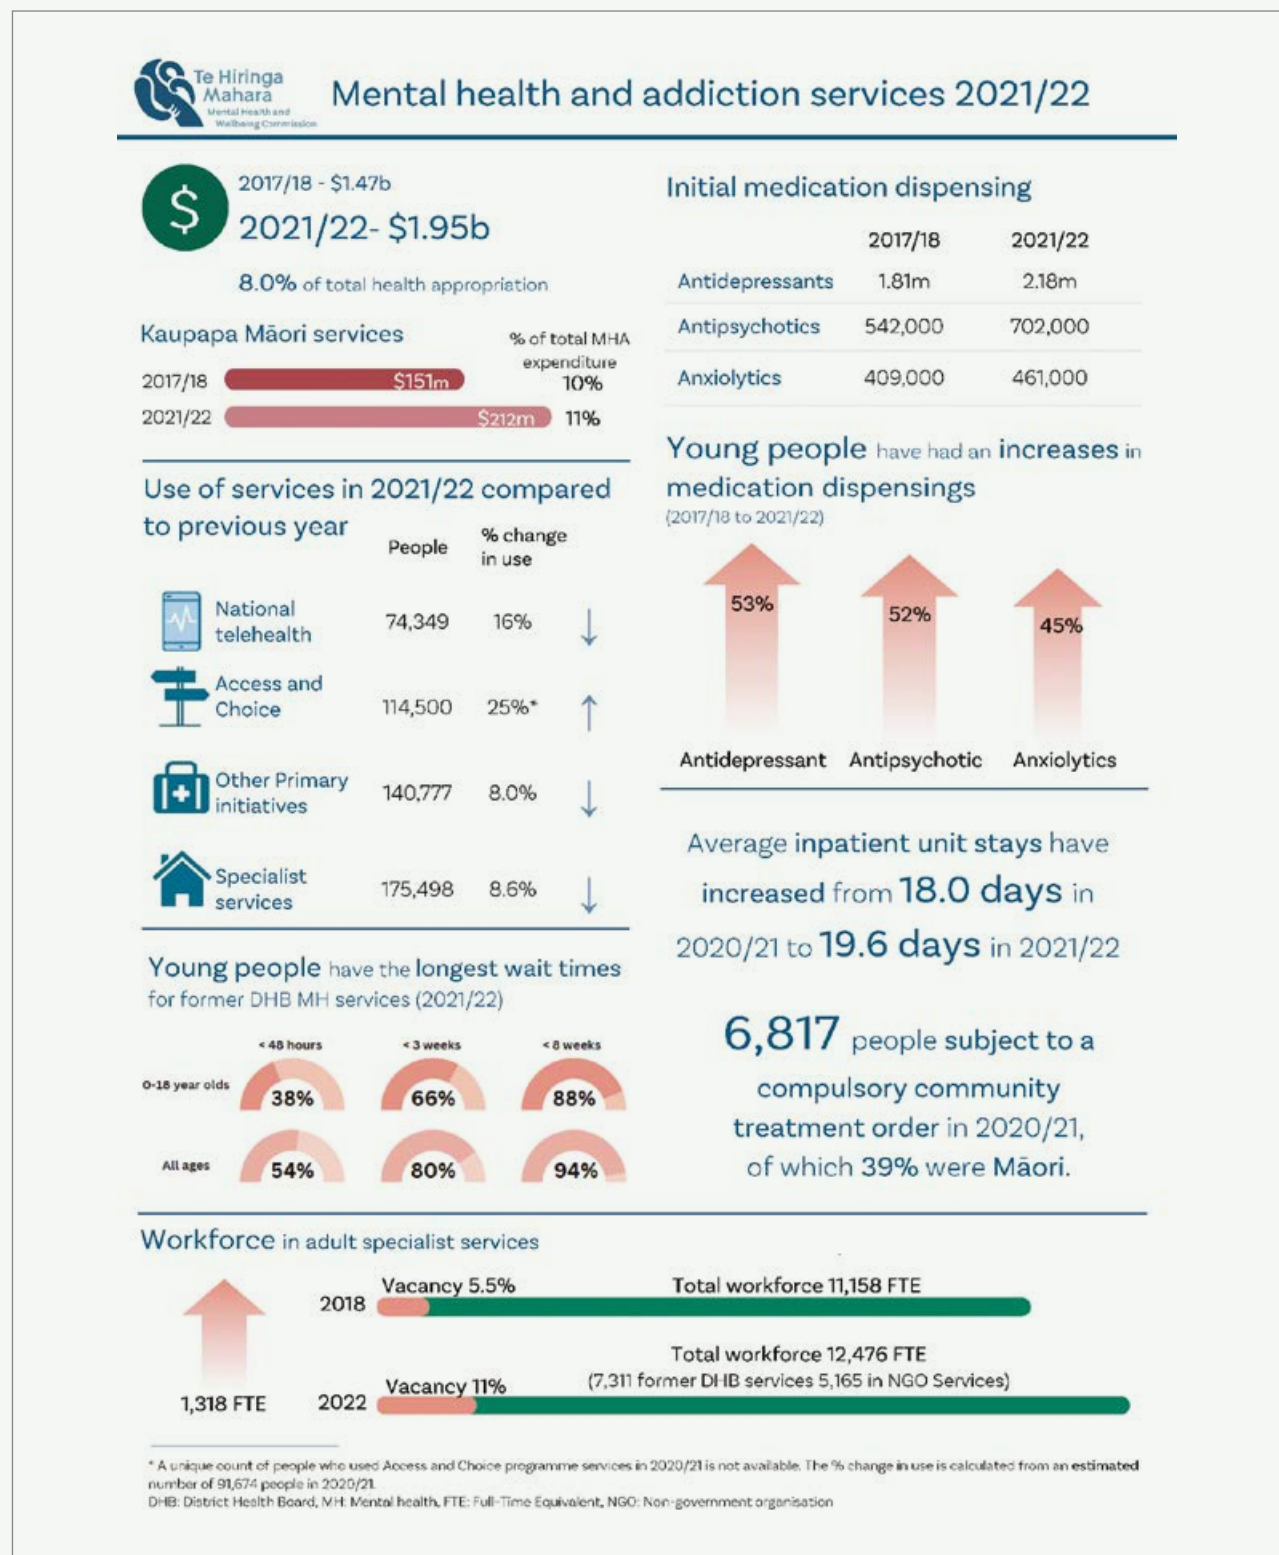 Te Hiringa
Mahara
Mental Health and
Wellbeing Commission
Mental health and addiction services 2021/22
$
2017/18 - $1.47b
2021/22- $1.95b
8.0% of total health appropriation
Kaupapa Māori services
% of total MHA
expenditure
2017/18 $151m 10%
2021/22 $212m 11%
Use of services in 2021/22 compared
to previous year
People
% change
in use
National
telehealth
74,349 16% ↓
Access and
Choice
114,500 25%* ↑
Other Primary
initiatives
140,777 8.0% ↓
Specialist
services
175,498 8.6% ↓
Young people have the longest wait times
for former DHB MH services (2021/22)
< 48 hours < 3 weeks < 8 weeks
0-18 year olds 38% 66% 88%
All ages 54% 80% 94%
Initial medication dispensing
2017/18 2021/22
Antidepressants 1.81m 2.18m
Antipsychotics 542,000 702,000
Anxiolytics 409,000 461,000
Young people have had an increases in
medication dispensings
(2017/18 to 2021/22)
53% 52% 45%
Antidepressant Antipsychotic Anxiolytics
Average inpatient unit stays have
increased from 18.0 days in
2020/21 to 19.6 days in 2021/22
6,817 people subject to a
compulsory community
treatment order in 2020/21,
of which 39% were Māori.
Workforce in adult specialist services
1,318 FTE
Vacancy 5.5% Total workforce 11,158 FTE
2018
Total workforce 12,476 FTE
Vacancy 11% (7,311 former DHB services 5,165 in NGO Services)
2022
* A unique count of people who used Access and Choice programme services in 2020/21 is not available. The % change in use is calculated from an estimated
number of 91,674 people in 2020/21.
DHB: District Health Board, MH: Mental health, FTE: Full-Time Equivalent, NGO: Non-government organisation